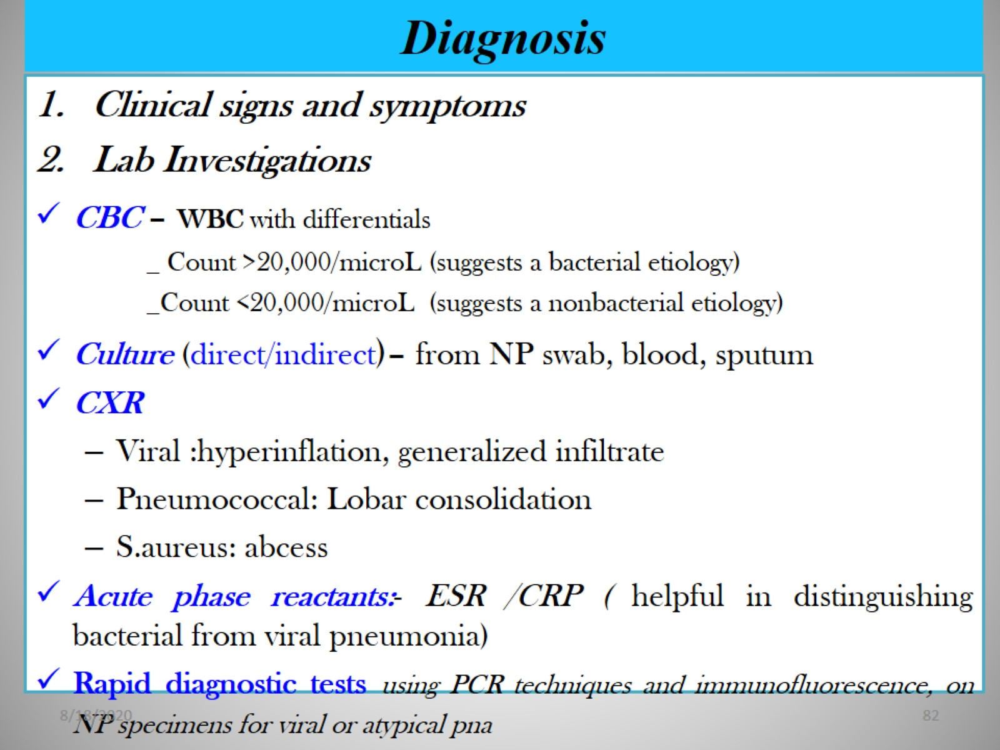 Diagnosis
1. Clinical signs and symptoms
2. Lab Investigations
✓ CBC – WBC with differentials
_ Count >20,000/microL (suggests a bacterial etiology)
_Count <20,000/microL (suggests a nonbacterial etiology)
✓ Culture (direct/indirect) – from NP swab, blood, sputum
✓ CXR
– Viral :hyperinflation, generalized infiltrate
– Pneumococcal: Lobar consolidation
– S.aureus: abcess
✓ Acute phase reactants:- ESR /CRP ( helpful in distinguishing
bacterial from viral pneumonia)
✓ Rapid diagnostic tests using PCR techniques and immunofluorescence, on
NP specimens for viral or atypical pna
8/18/2020
82